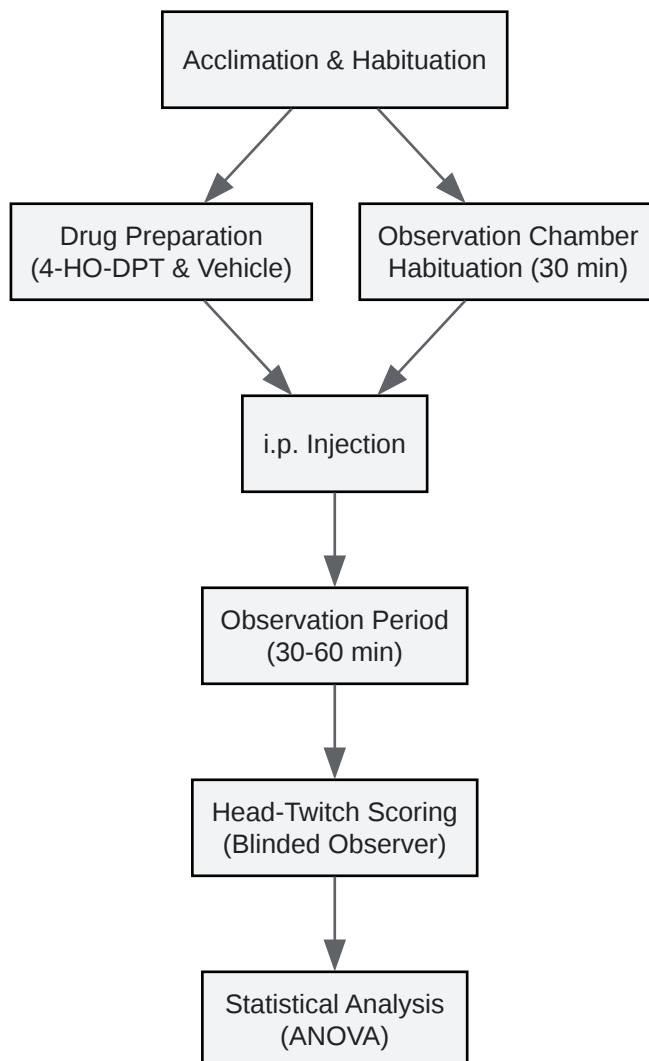 Acclimation & Habituation
Drug Preparation
(4-HO-DPT & Vehicle)
Observation Chamber
Habituation (30 min)
i.p. Injection
Observation Period
(30-60 min)
Head-Twitch Scoring
(Blinded Observer)
Statistical Analysis
(ANOVA)